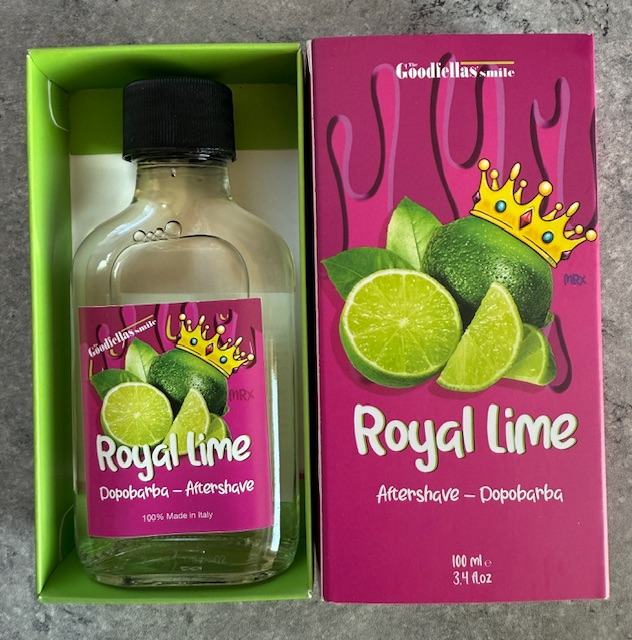 The
Goodfellas' smile
MRX
Royal lime
Dopobarba – Aftershave
100% Made in Italy
The
Goodfellas' smile
MRX
Royal lime
Aftershave – Dopobarba
100 ml e
3.4 fl.oz